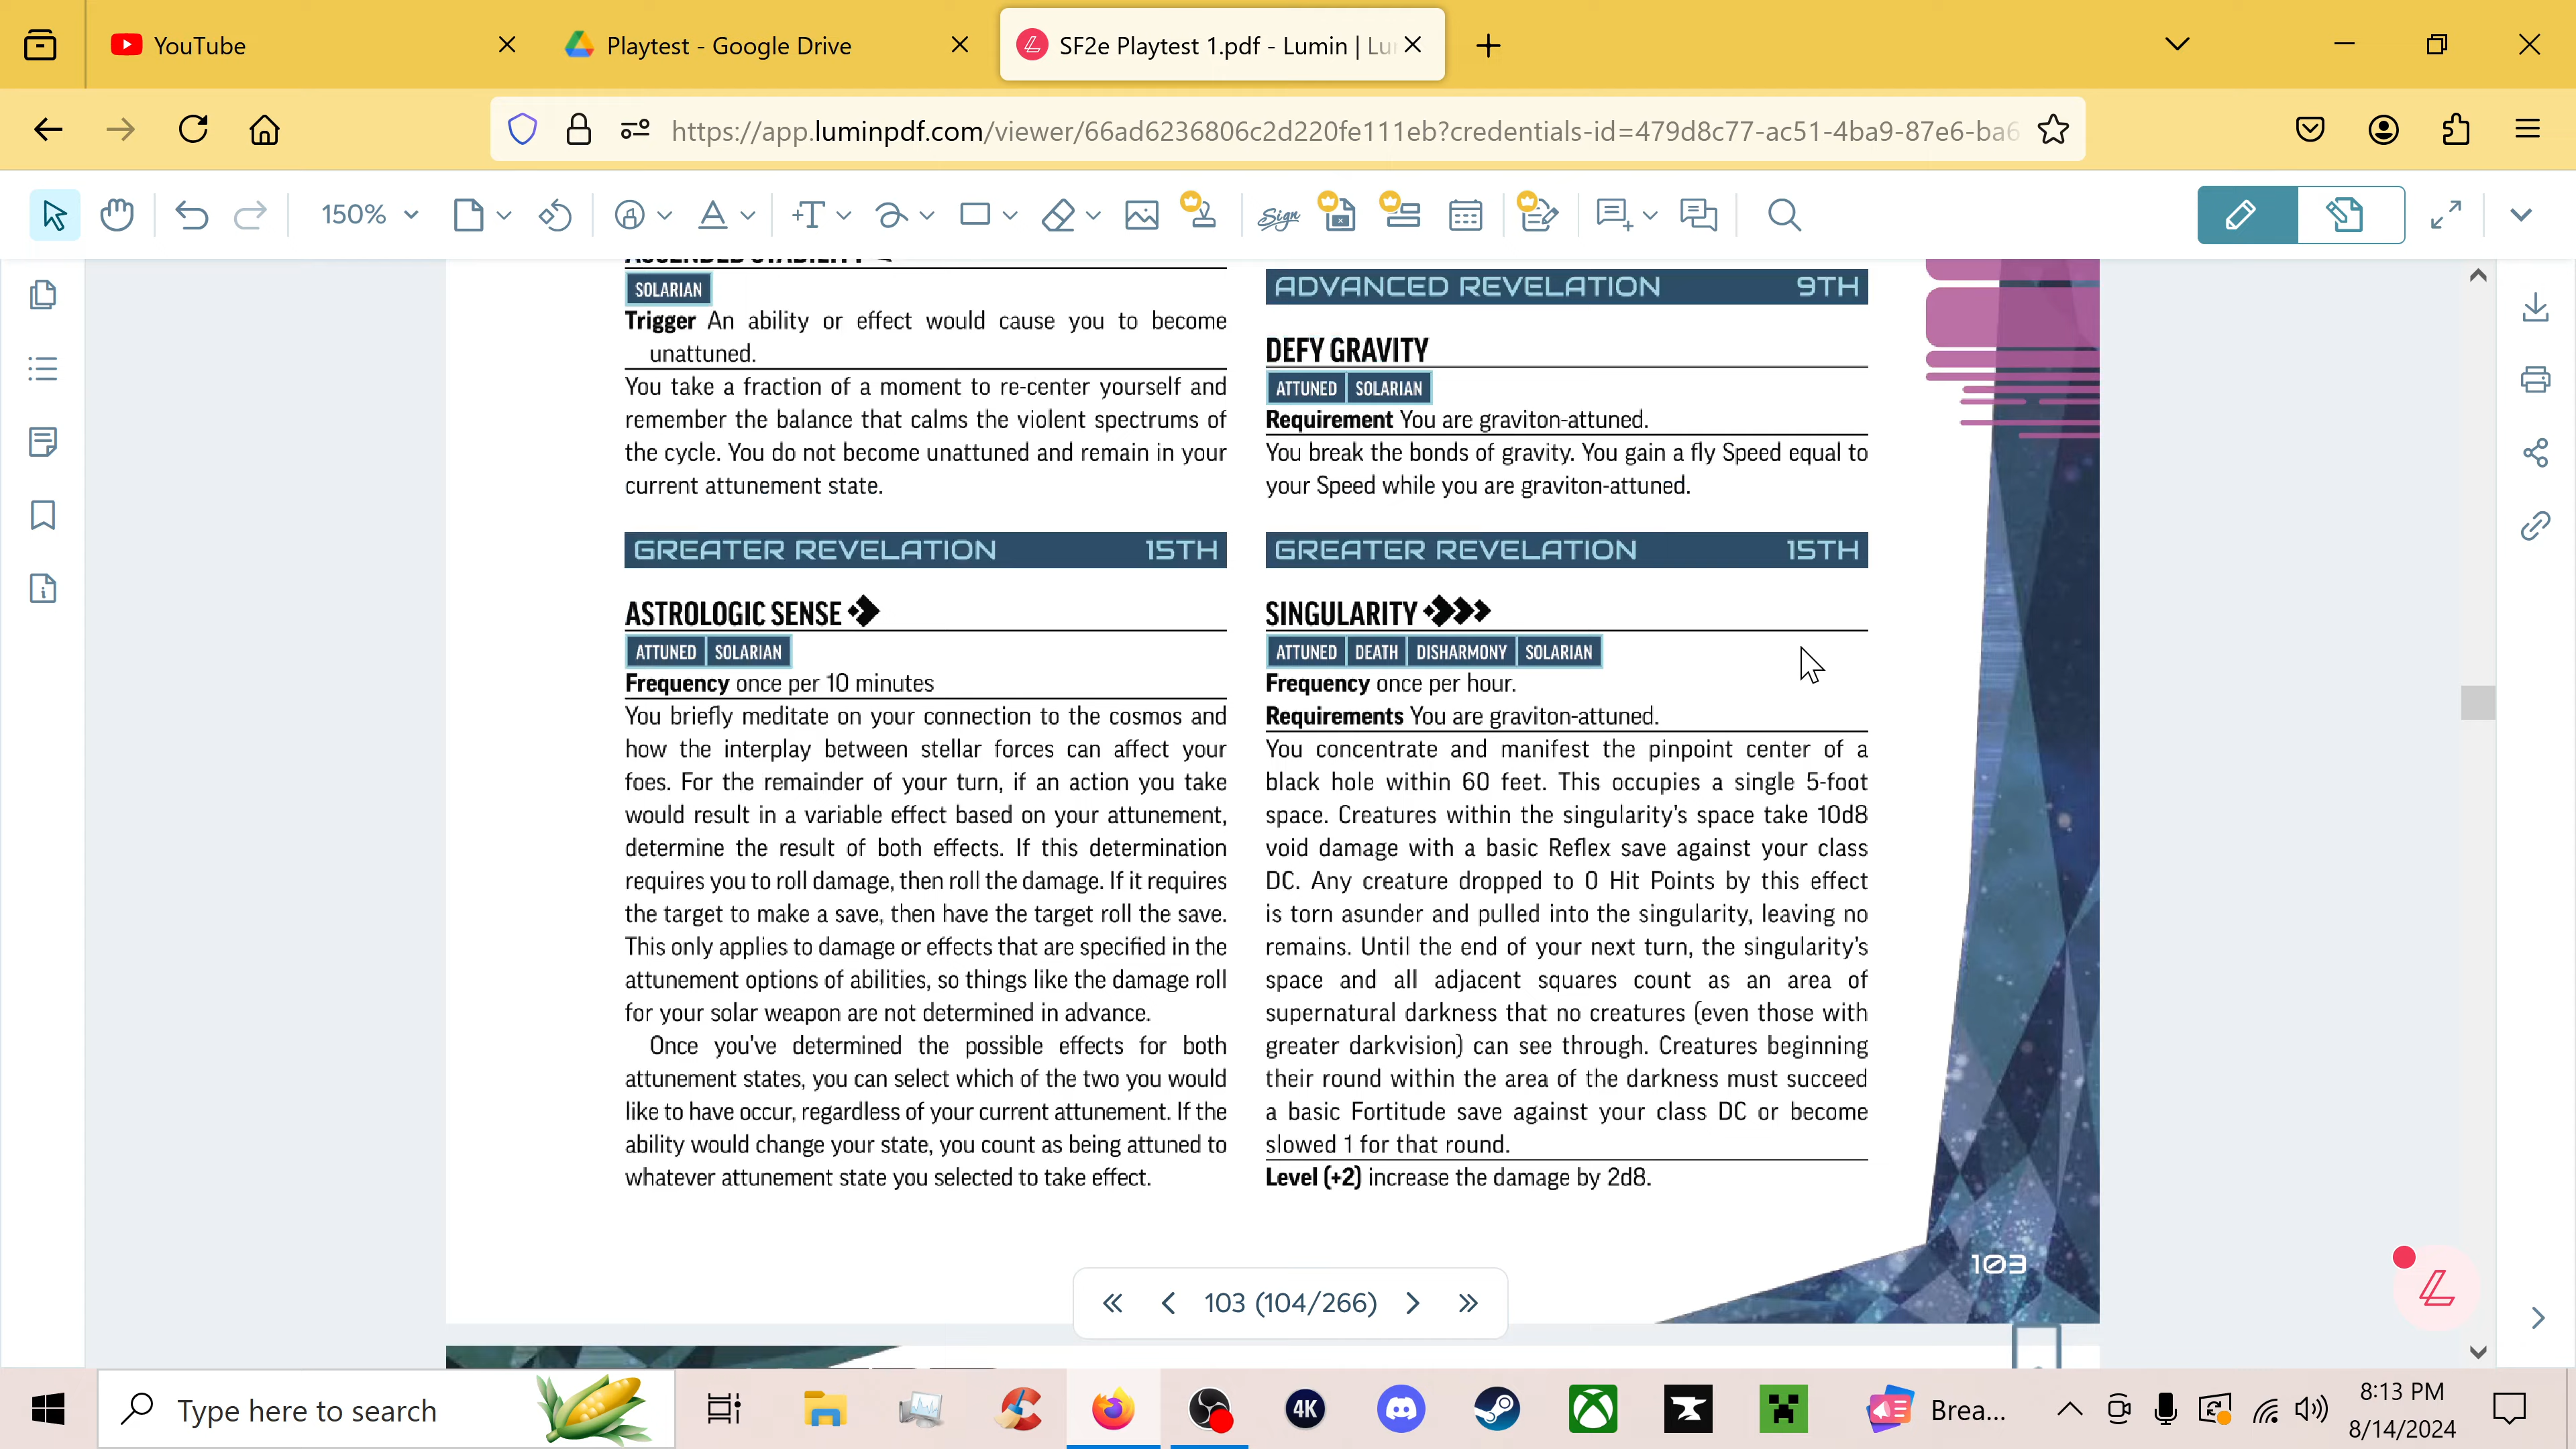 YouTube
Playtest - Google Drive
SF2e Playtest 1.pdf - Lumin | Lu
https://app.luminpdf.com/viewer/66ad6236806c2d220fe111eb?credentials-id=479d8c77-ac51-4ba9-87e6-ba6
150%
Sign
ASCENDED STABILITY
SOLARIAN
Trigger An ability or effect would cause you to become
unattuned.
You take a fraction of a moment to re-center yourself and
remember the balance that calms the violent spectrums of
the cycle. You do not become unattuned and remain in your
current attunement state.
GREATER REVELATION 15TH
ASTROLOGIC SENSE
ATTUNED SOLARIAN
Frequency once per 10 minutes
You briefly meditate on your connection to the cosmos and
how the interplay between stellar forces can affect your
foes. For the remainder of your turn, if an action you take
would result in a variable effect based on your attunement,
determine the result of both effects. If this determination
requires you to roll damage, then roll the damage. If it requires
the target to make a save, then have the target roll the save.
This only applies to damage or effects that are specified in the
attunement options of abilities, so things like the damage roll
for your solar weapon are not determined in advance.
Once you've determined the possible effects for both
attunement states, you can select which of the two you would
like to have occur, regardless of your current attunement. If the
ability would change your state, you count as being attuned to
whatever attunement state you selected to take effect.
ADVANCED REVELATION 9TH
DEFY GRAVITY
ATTUNED SOLARIAN
Requirement You are graviton-attuned.
You break the bonds of gravity. You gain a fly Speed equal to
your Speed while you are graviton-attuned.
GREATER REVELATION 15TH
SINGULARITY
ATTUNED DEATH DISHARMONY SOLARIAN
Frequency once per hour.
Requirements You are graviton-attuned.
You concentrate and manifest the pinpoint center of a
black hole within 60 feet. This occupies a single 5-foot
space. Creatures within the singularity's space take 10d8
void damage with a basic Reflex save against your class
DC. Any creature dropped to 0 Hit Points by this effect
is torn asunder and pulled into the singularity, leaving no
remains. Until the end of your next turn, the singularity's
space and all adjacent squares count as an area of
supernatural darkness that no creatures (even those with
greater darkvision) can see through. Creatures beginning
their round within the area of the darkness must succeed
a basic Fortitude save against your class DC or become
slowed 1 for that round.
Level (+2) increase the damage by 2d8.
103
103 (104/266)
Type here to search
4K
Brea...
8:13 PM
8/14/2024